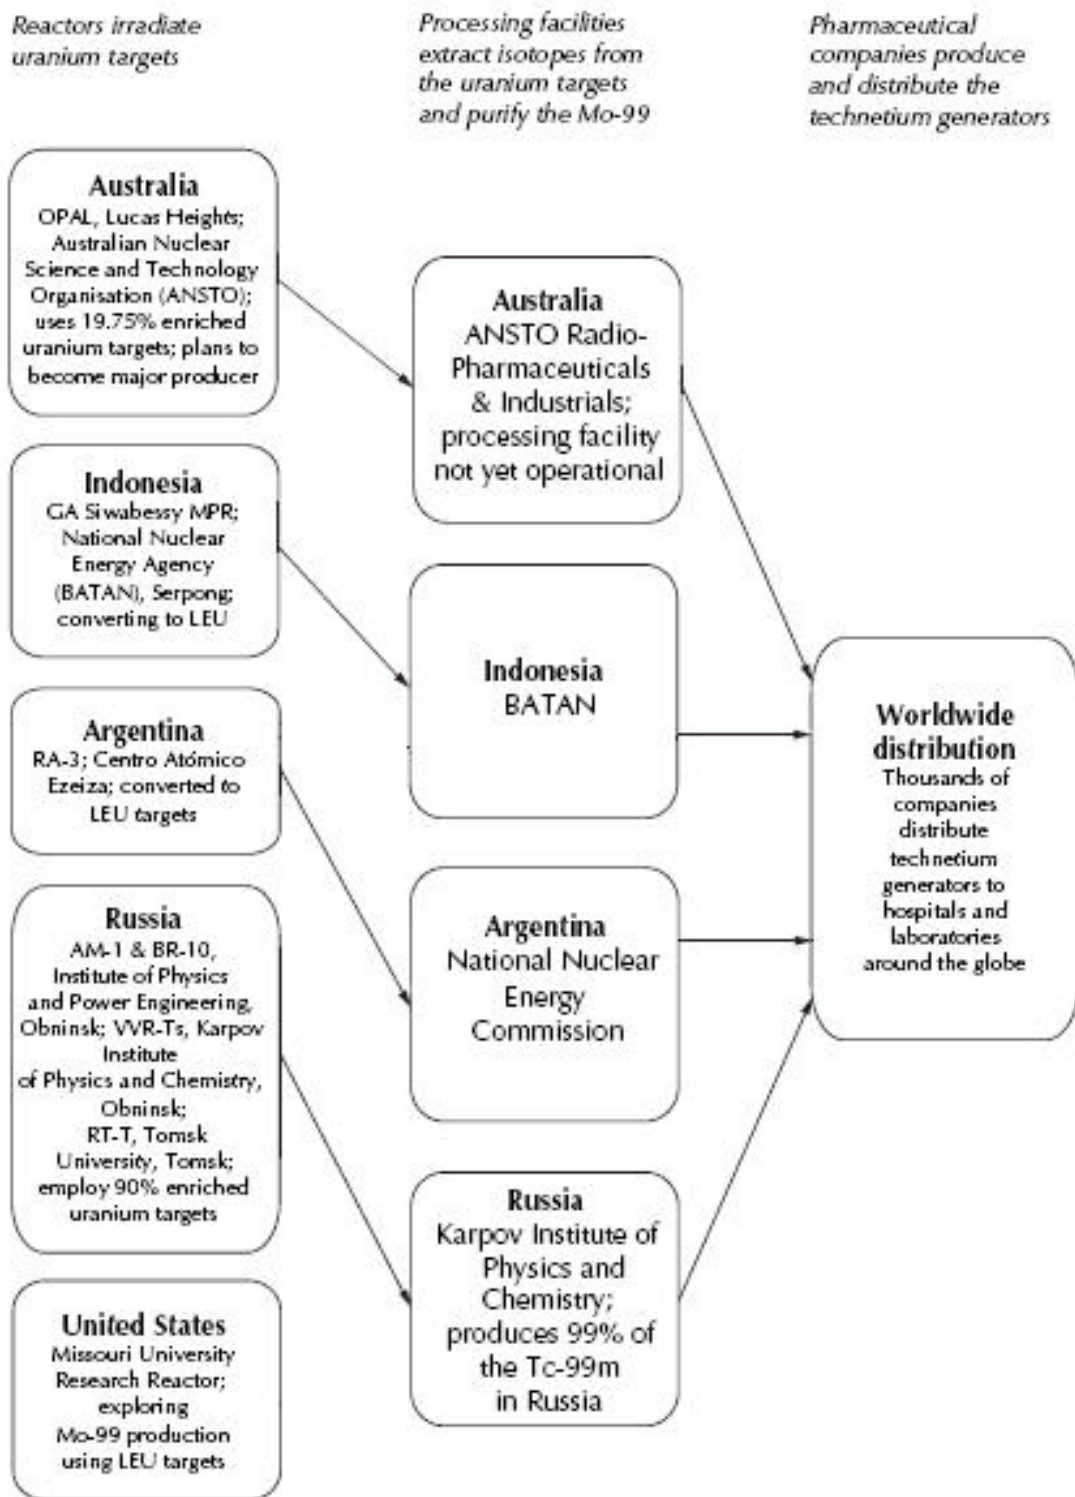 Reactors irradiate
uranium targets
Processing facilities
extract isotopes from
the uranium targets
and purify the Mo-99
Pharmaceutical
companies produce
and distribute the
technetium generators
Australia
OPAL, Lucas Heights;
Australian Nuclear
Science and Technology
Organisation (ANSTO);
uses 19.75% enriched
uranium targets; plans to
become major producer
Indonesia
GA Siwabessy MPR;
National Nuclear
Energy Agency
(BATAN), Serpong;
converting to LEU
Argentina
RA-3; Centro Atómico
Ezeiza; converted to
LEU targets
Russia
AM-1 & BR-10,
Institute of Physics
and Power Engineering,
Obninsk; VVR-Ts, Karpov
Institute
of Physics and Chemistry,
Obninsk;
RT-T, Tomsk
University, Tomsk;
employ 90% enriched
uranium targets
United States
Missouri University
Research Reactor;
exploring
Mo-99 production
using LEU targets
Australia
ANSTO Radio-
Pharmaceuticals
& Industrials;
processing facility
not yet operational
Indonesia
BATAN
Argentina
National Nuclear
Energy
Commission
Russia
Karpov Institute of
Physics and
Chemistry;
produces 99% of
the Tc-99m
in Russia
Worldwide
distribution
Thousands of
companies
distribute
technetium
generators to
hospitals and
laboratories
around the globe